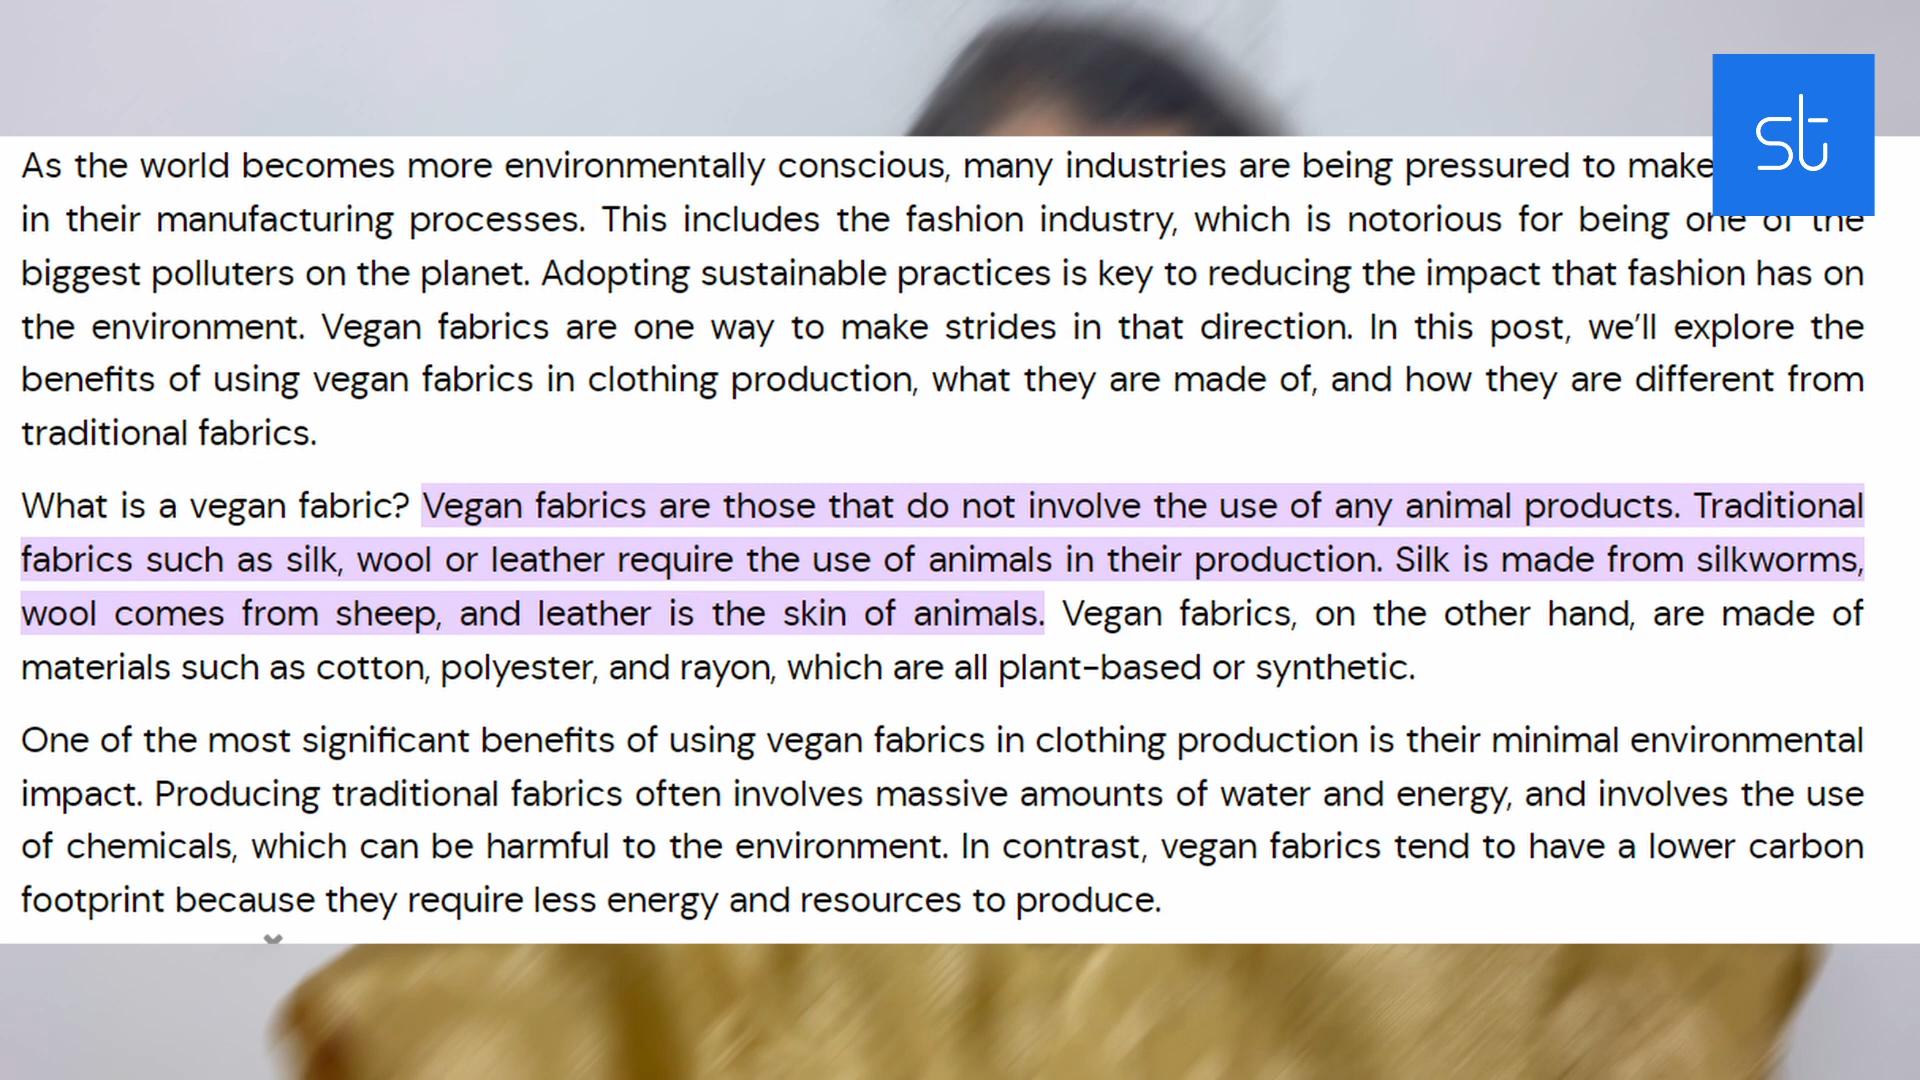 st
As the world becomes more environmentally conscious, many industries are being pressured to make
in their manufacturing processes. This includes the fashion industry, which is notorious for being one of the
biggest polluters on the planet. Adopting sustainable practices is key to reducing the impact that fashion has on
the environment. Vegan fabrics are one way to make strides in that direction. In this post, we’ll explore the
benefits of using vegan fabrics in clothing production, what they are made of, and how they are different from
traditional fabrics.
What is a vegan fabric? Vegan fabrics are those that do not involve the use of any animal products. Traditional
fabrics such as silk, wool or leather require the use of animals in their production. Silk is made from silkworms,
wool comes from sheep, and leather is the skin of animals. Vegan fabrics, on the other hand, are made of
materials such as cotton, polyester, and rayon, which are all plant-based or synthetic.
One of the most significant benefits of using vegan fabrics in clothing production is their minimal environmental
impact. Producing traditional fabrics often involves massive amounts of water and energy, and involves the use
of chemicals, which can be harmful to the environment. In contrast, vegan fabrics tend to have a lower carbon
footprint because they require less energy and resources to produce.